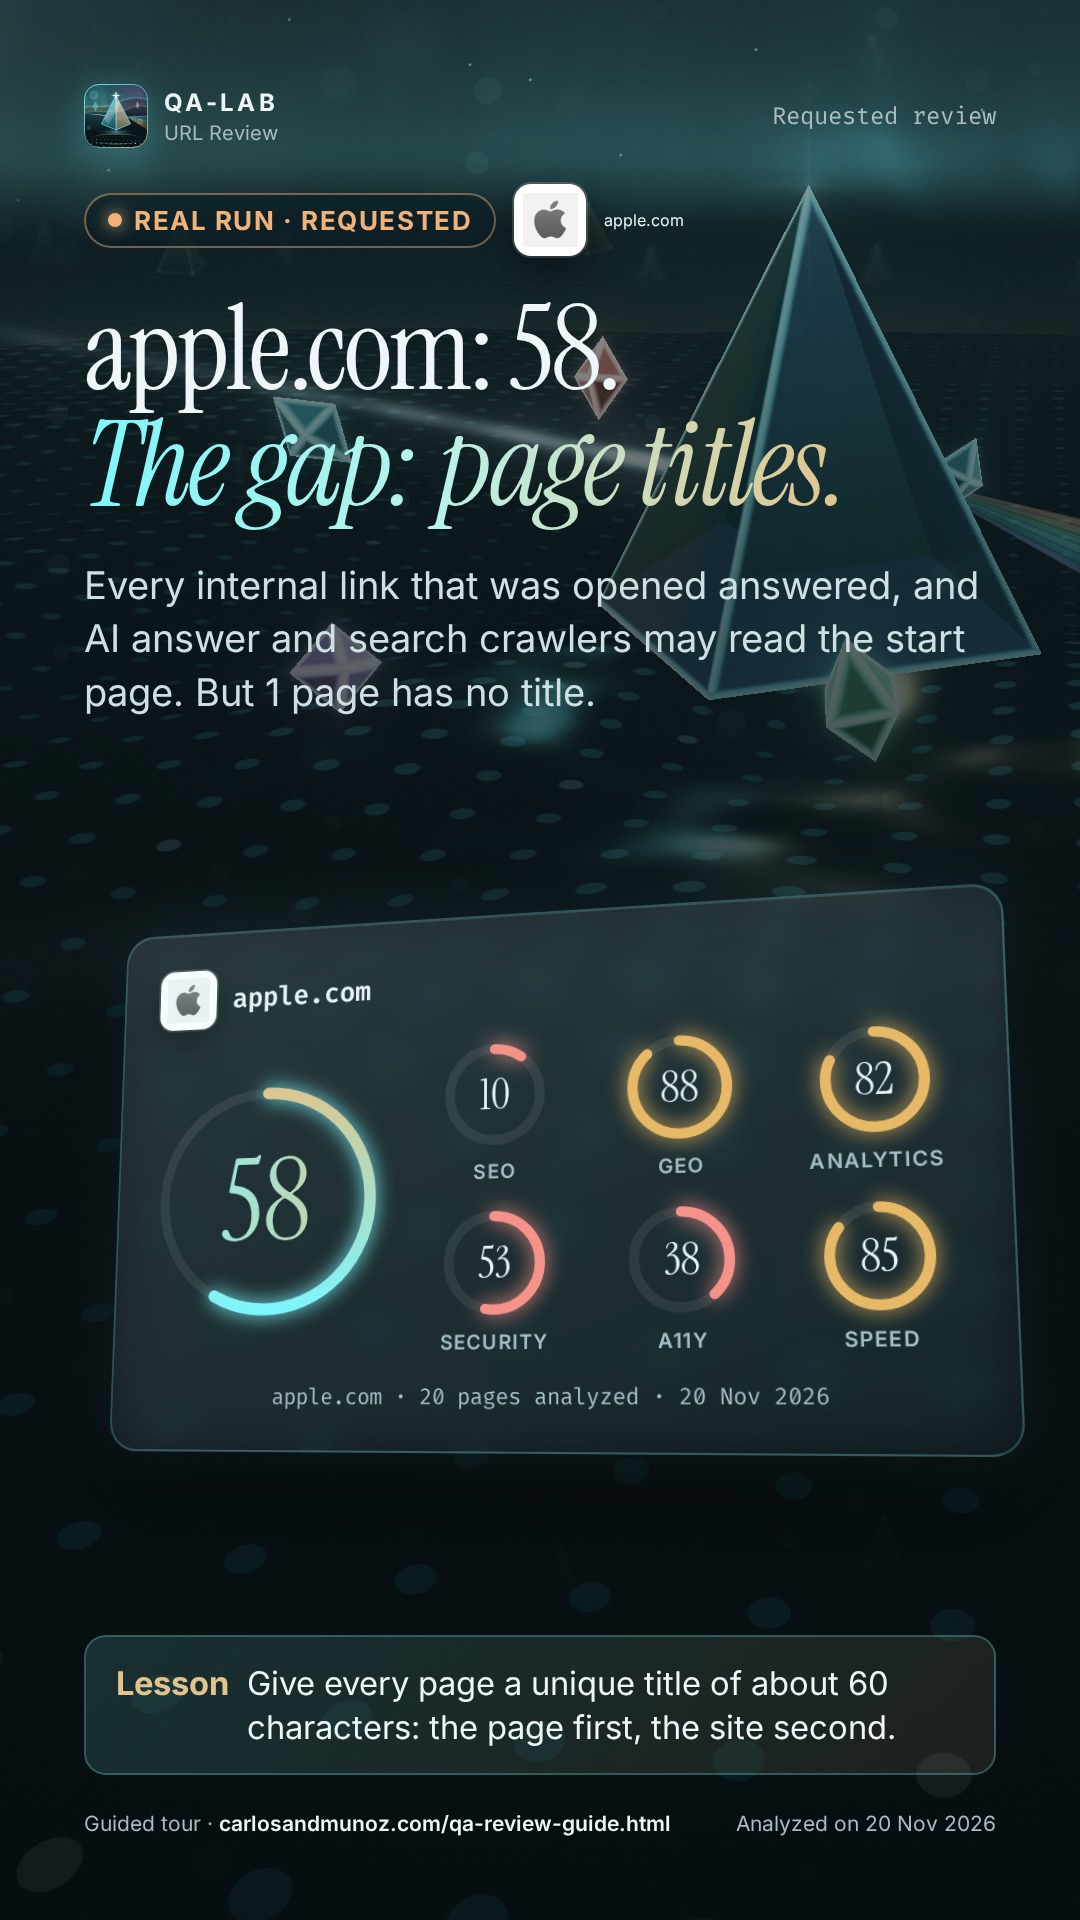 QA-LAB
URL Review
Requested review
REAL RUN · REQUESTED
apple.com
apple.com: 58.
The gap: page titles.
Every internal link that was opened answered, and
AI answer and search crawlers may read the start
page. But 1 page has no title.
apple.com
58
10
SEO
88
GEO
82
ANALYTICS
53
SECURITY
38
A11Y
85
SPEED
apple.com · 20 pages analyzed · 20 Nov 2026
Lesson Give every page a unique title of about 60
characters: the page first, the site second.
Guided tour · carlosandmunoz.com/qa-review-guide.html
Analyzed on 20 Nov 2026